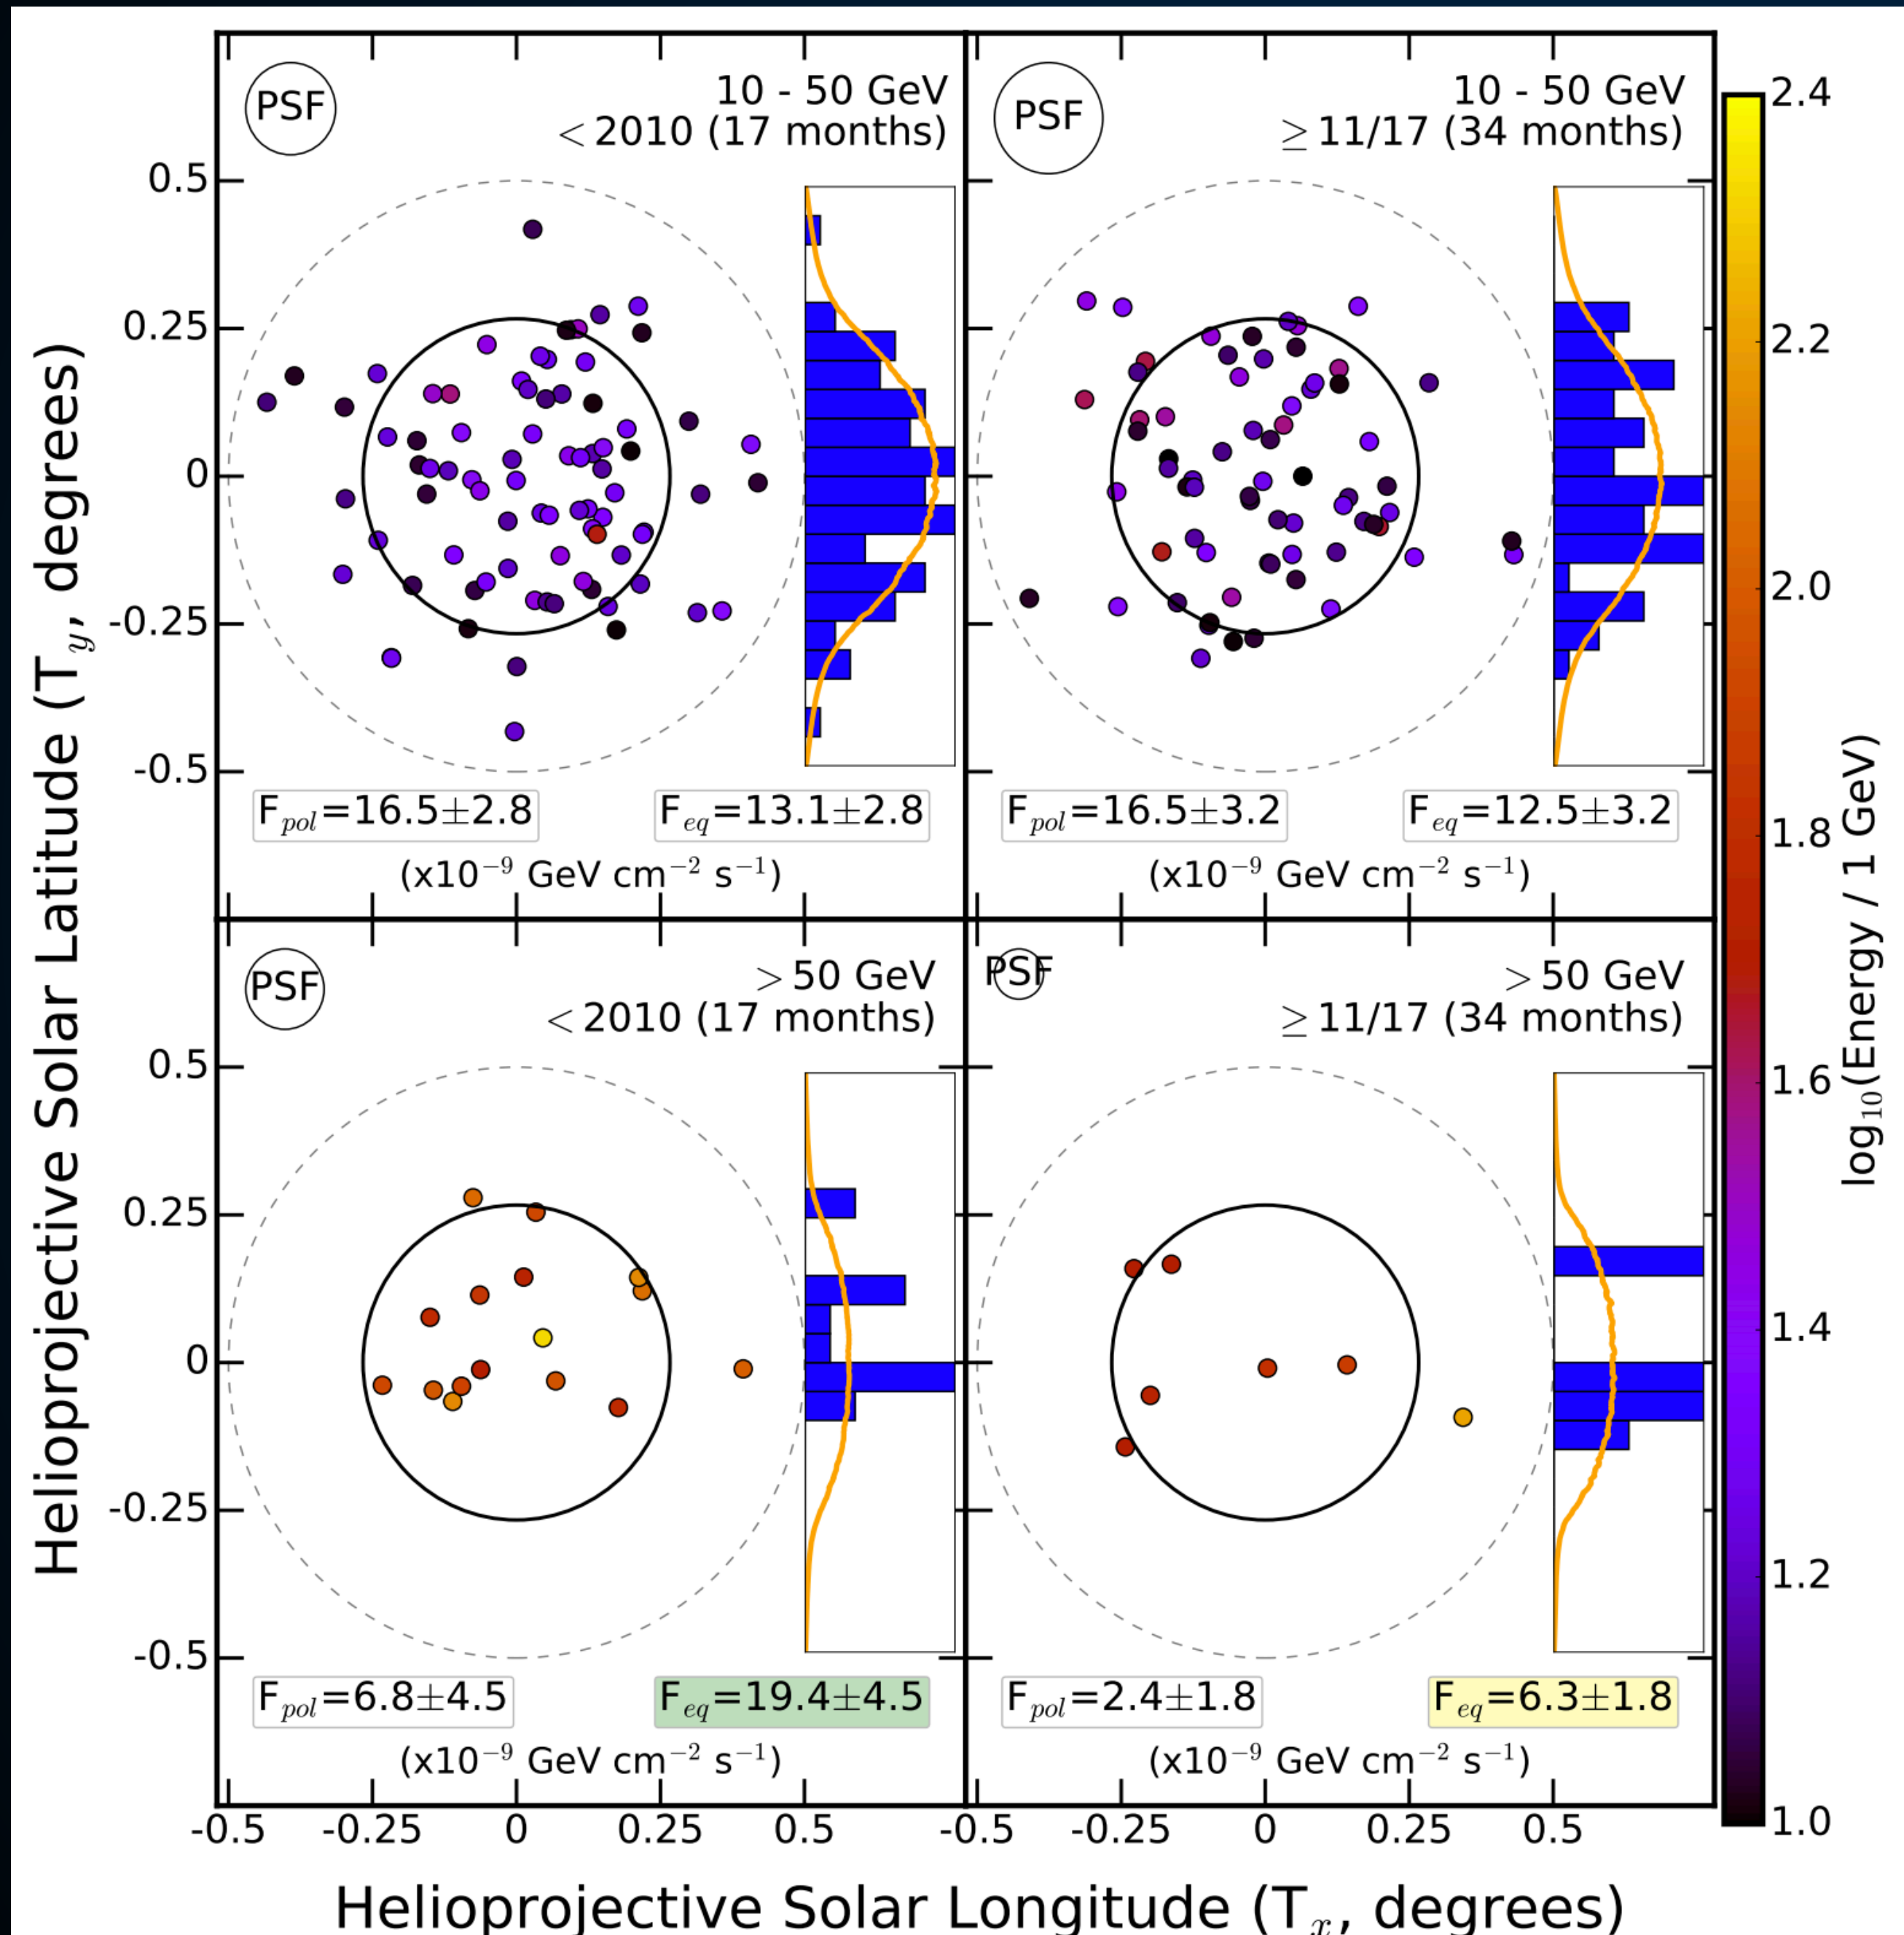 PSF
10 - 50 GeV
< 2010 (17 months)
PSF
10 - 50 GeV
≥ 11/17 (34 months)
0.5
0.25
0
-0.25
-0.5
F_pol=16.5±2.8
F_eq=13.1±2.8
(x10⁻⁹ GeV cm⁻² s⁻¹)
F_pol=16.5±3.2
F_eq=12.5±3.2
(x10⁻⁹ GeV cm⁻² s⁻¹)
PSF
> 50 GeV
< 2010 (17 months)
PSF
> 50 GeV
≥ 11/17 (34 months)
0.5
0.25
0
-0.25
-0.5
F_pol=6.8±4.5
F_eq=19.4±4.5
(x10⁻⁹ GeV cm⁻² s⁻¹)
F_pol=2.4±1.8
F_eq=6.3±1.8
(x10⁻⁹ GeV cm⁻² s⁻¹)
-0.5 -0.25 0 0.25 0.5 -0.5 -0.25 0 0.25 0.5
Helioprojective Solar Longitude (T_x, degrees)
Helioprojective Solar Latitude (T_y, degrees)
2.4
2.2
2.0
1.8
1.6
1.4
1.2
1.0
log₁₀(Energy / 1 GeV)